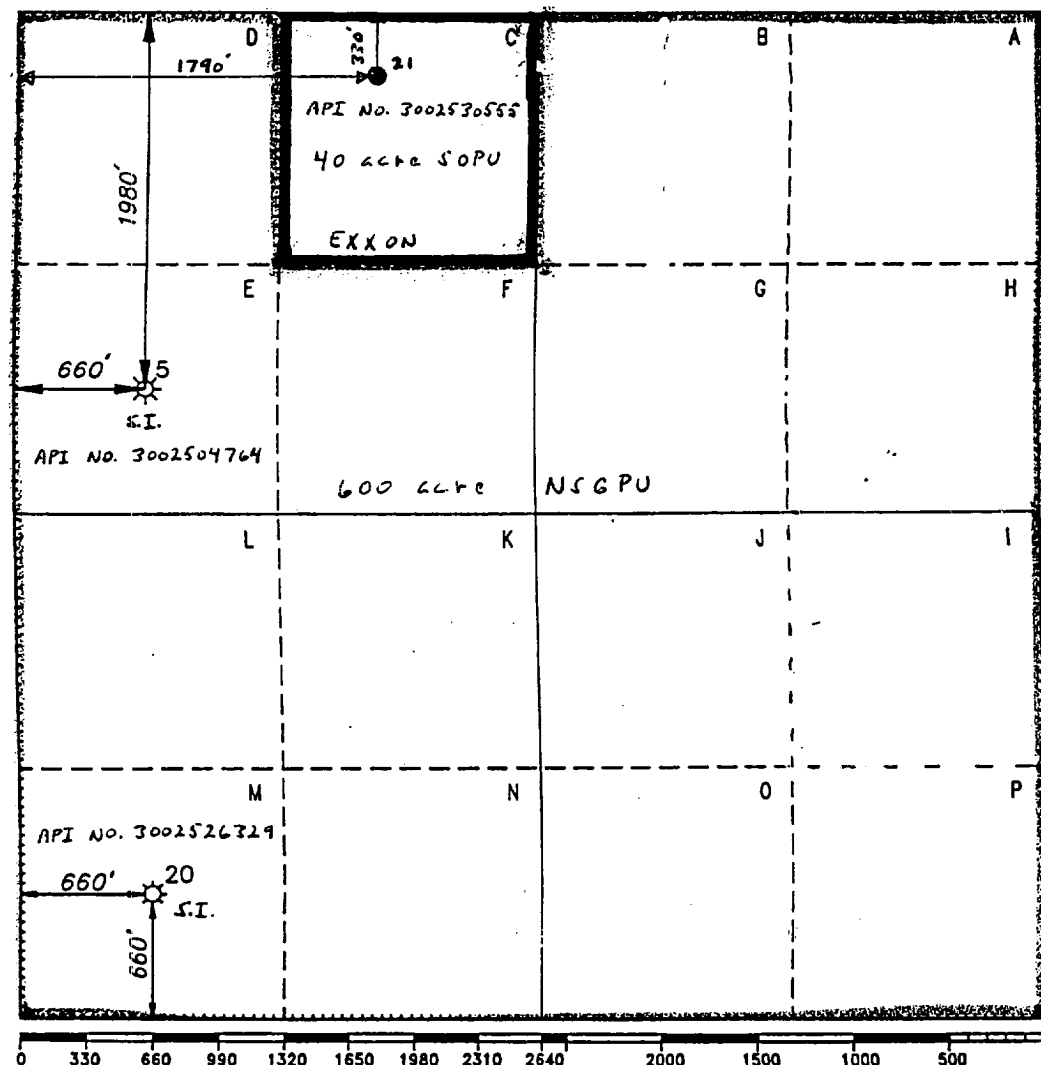 D C B A
330'
1790' 21
API No. 3002530555
40 acre SOPU
1980'
EXXON
E F G H
660' 5
S.I.
API No. 3002504764
600 acre NSGPU
L K J I
M N O P
API No. 3002526329
660' 20
S.I.
660'
0 330 660 990 1320 1650 1980 2310 2640 2000 1500 1000 500